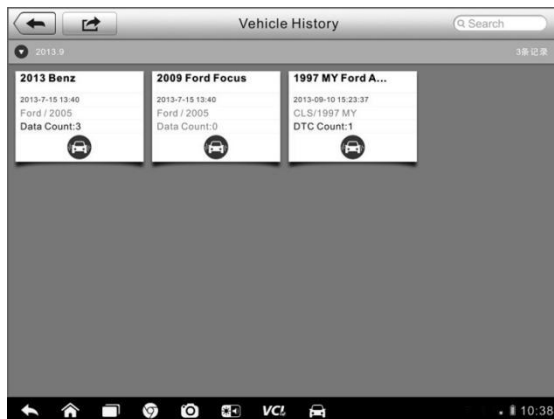 Vehicle History
Search
2013.9
3条记录
2013 Benz
2013-7-15 13:40
Ford / 2005
Data Count:3
2009 Ford Focus
2013-7-15 13:40
Ford / 2005
Data Count:0
1997 MY Ford A...
2013-09-10 15:23:37
CLS/1997 MY
DTC Count:1
VCI
10:38